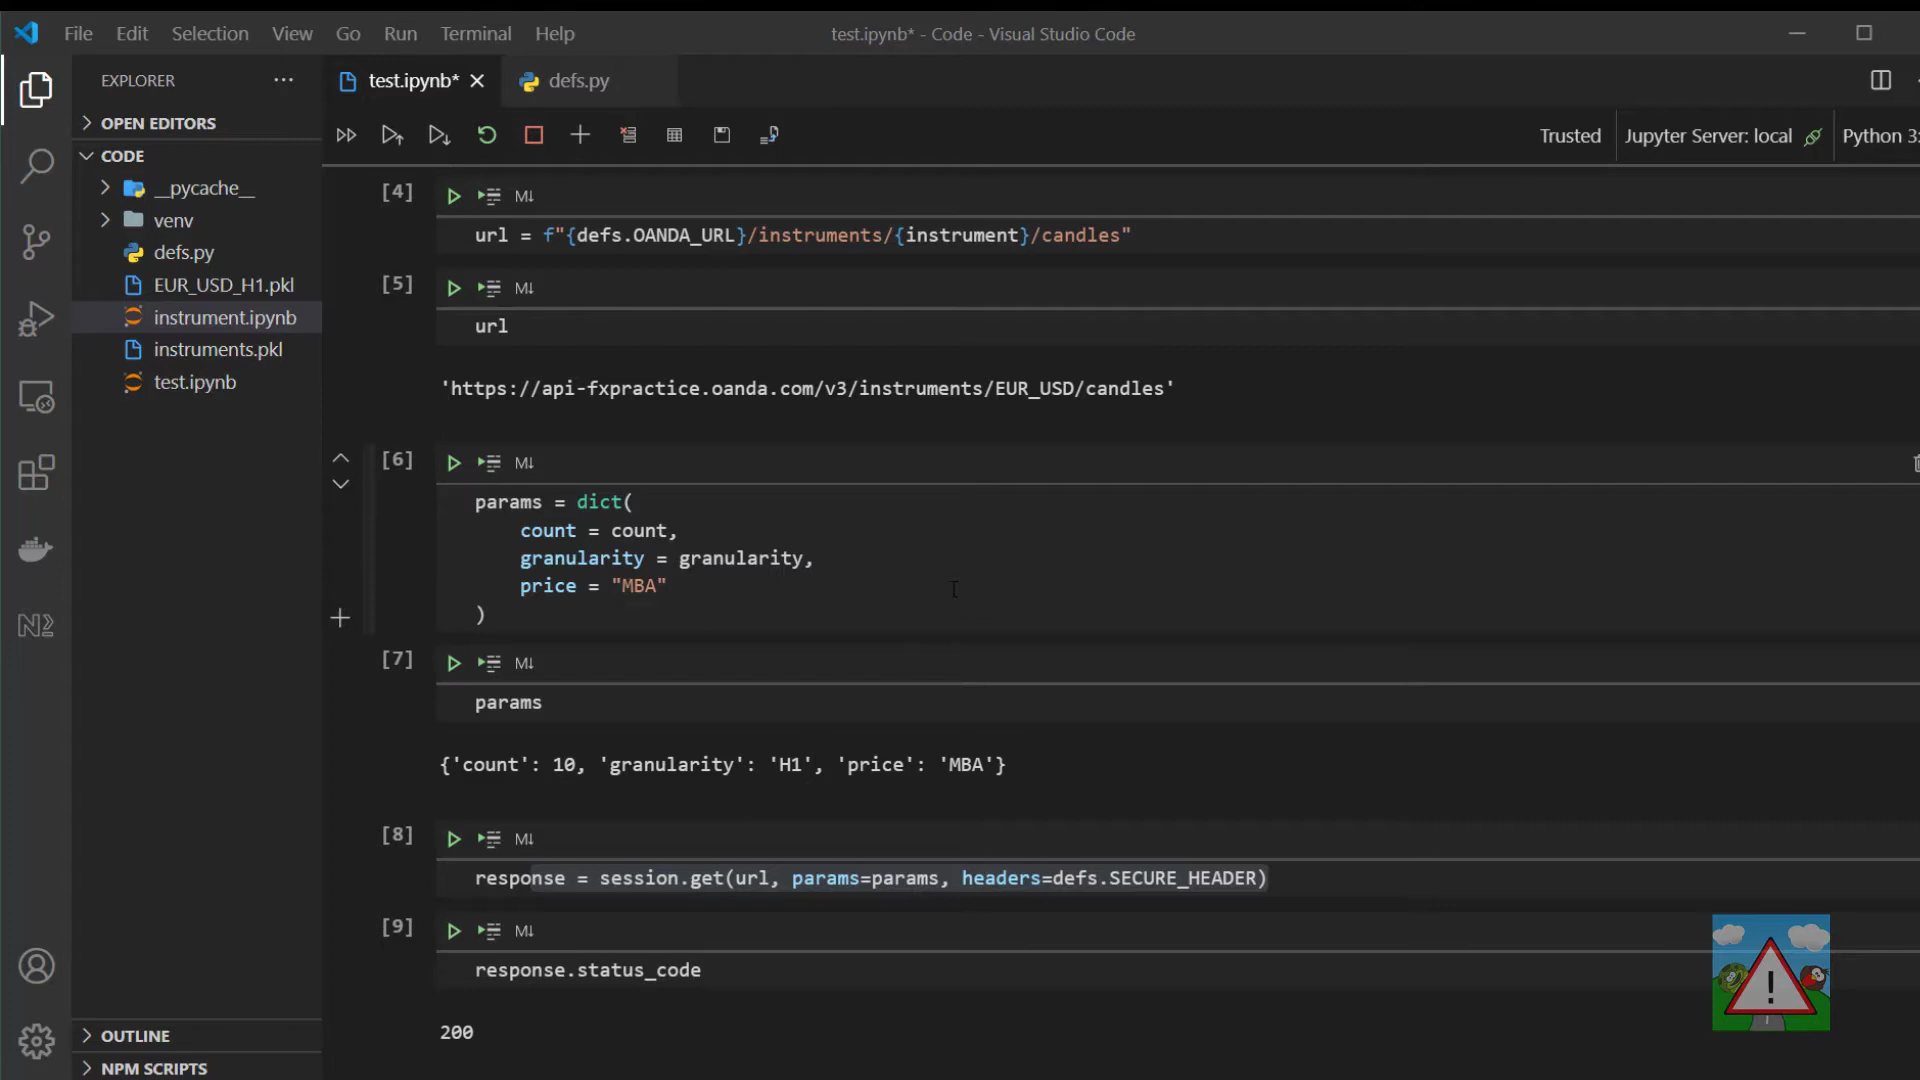 File Edit Selection View Go Run Terminal Help
test.ipynb* - Code - Visual Studio Code
EXPLORER
OPEN EDITORS
CODE
__pycache__
venv
defs.py
EUR_USD_H1.pkl
instrument.ipynb
instruments.pkl
test.ipynb
OUTLINE
NPM SCRIPTS
test.ipynb*
defs.py
Trusted
Jupyter Server: local
Python 3:
[4]
M↓
url = f"{defs.OANDA_URL}/instruments/{instrument}/candles"
[5]
M↓
url
'https://api-fxpractice.oanda.com/v3/instruments/EUR_USD/candles'
[6]
M↓
params = dict(
count = count,
granularity = granularity,
price = "MBA"
)
[7]
M↓
params
{'count': 10, 'granularity': 'H1', 'price': 'MBA'}
[8]
M↓
response = session.get(url, params=params, headers=defs.SECURE_HEADER)
[9]
M↓
response.status_code
200
!